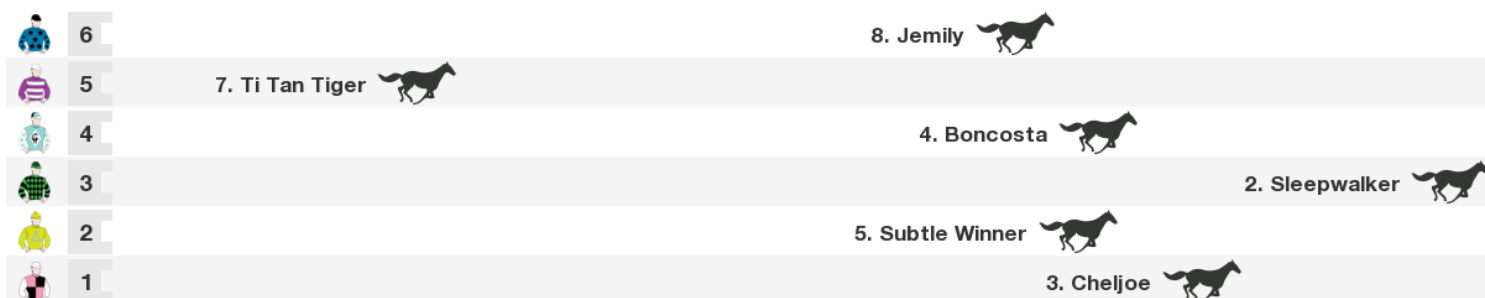 6 8. Jemily
5 7. Ti Tan Tiger
4 4. Boncosta
3 2. Sleepwalker
2 5. Subtle Winner
1 3. Cheljoe